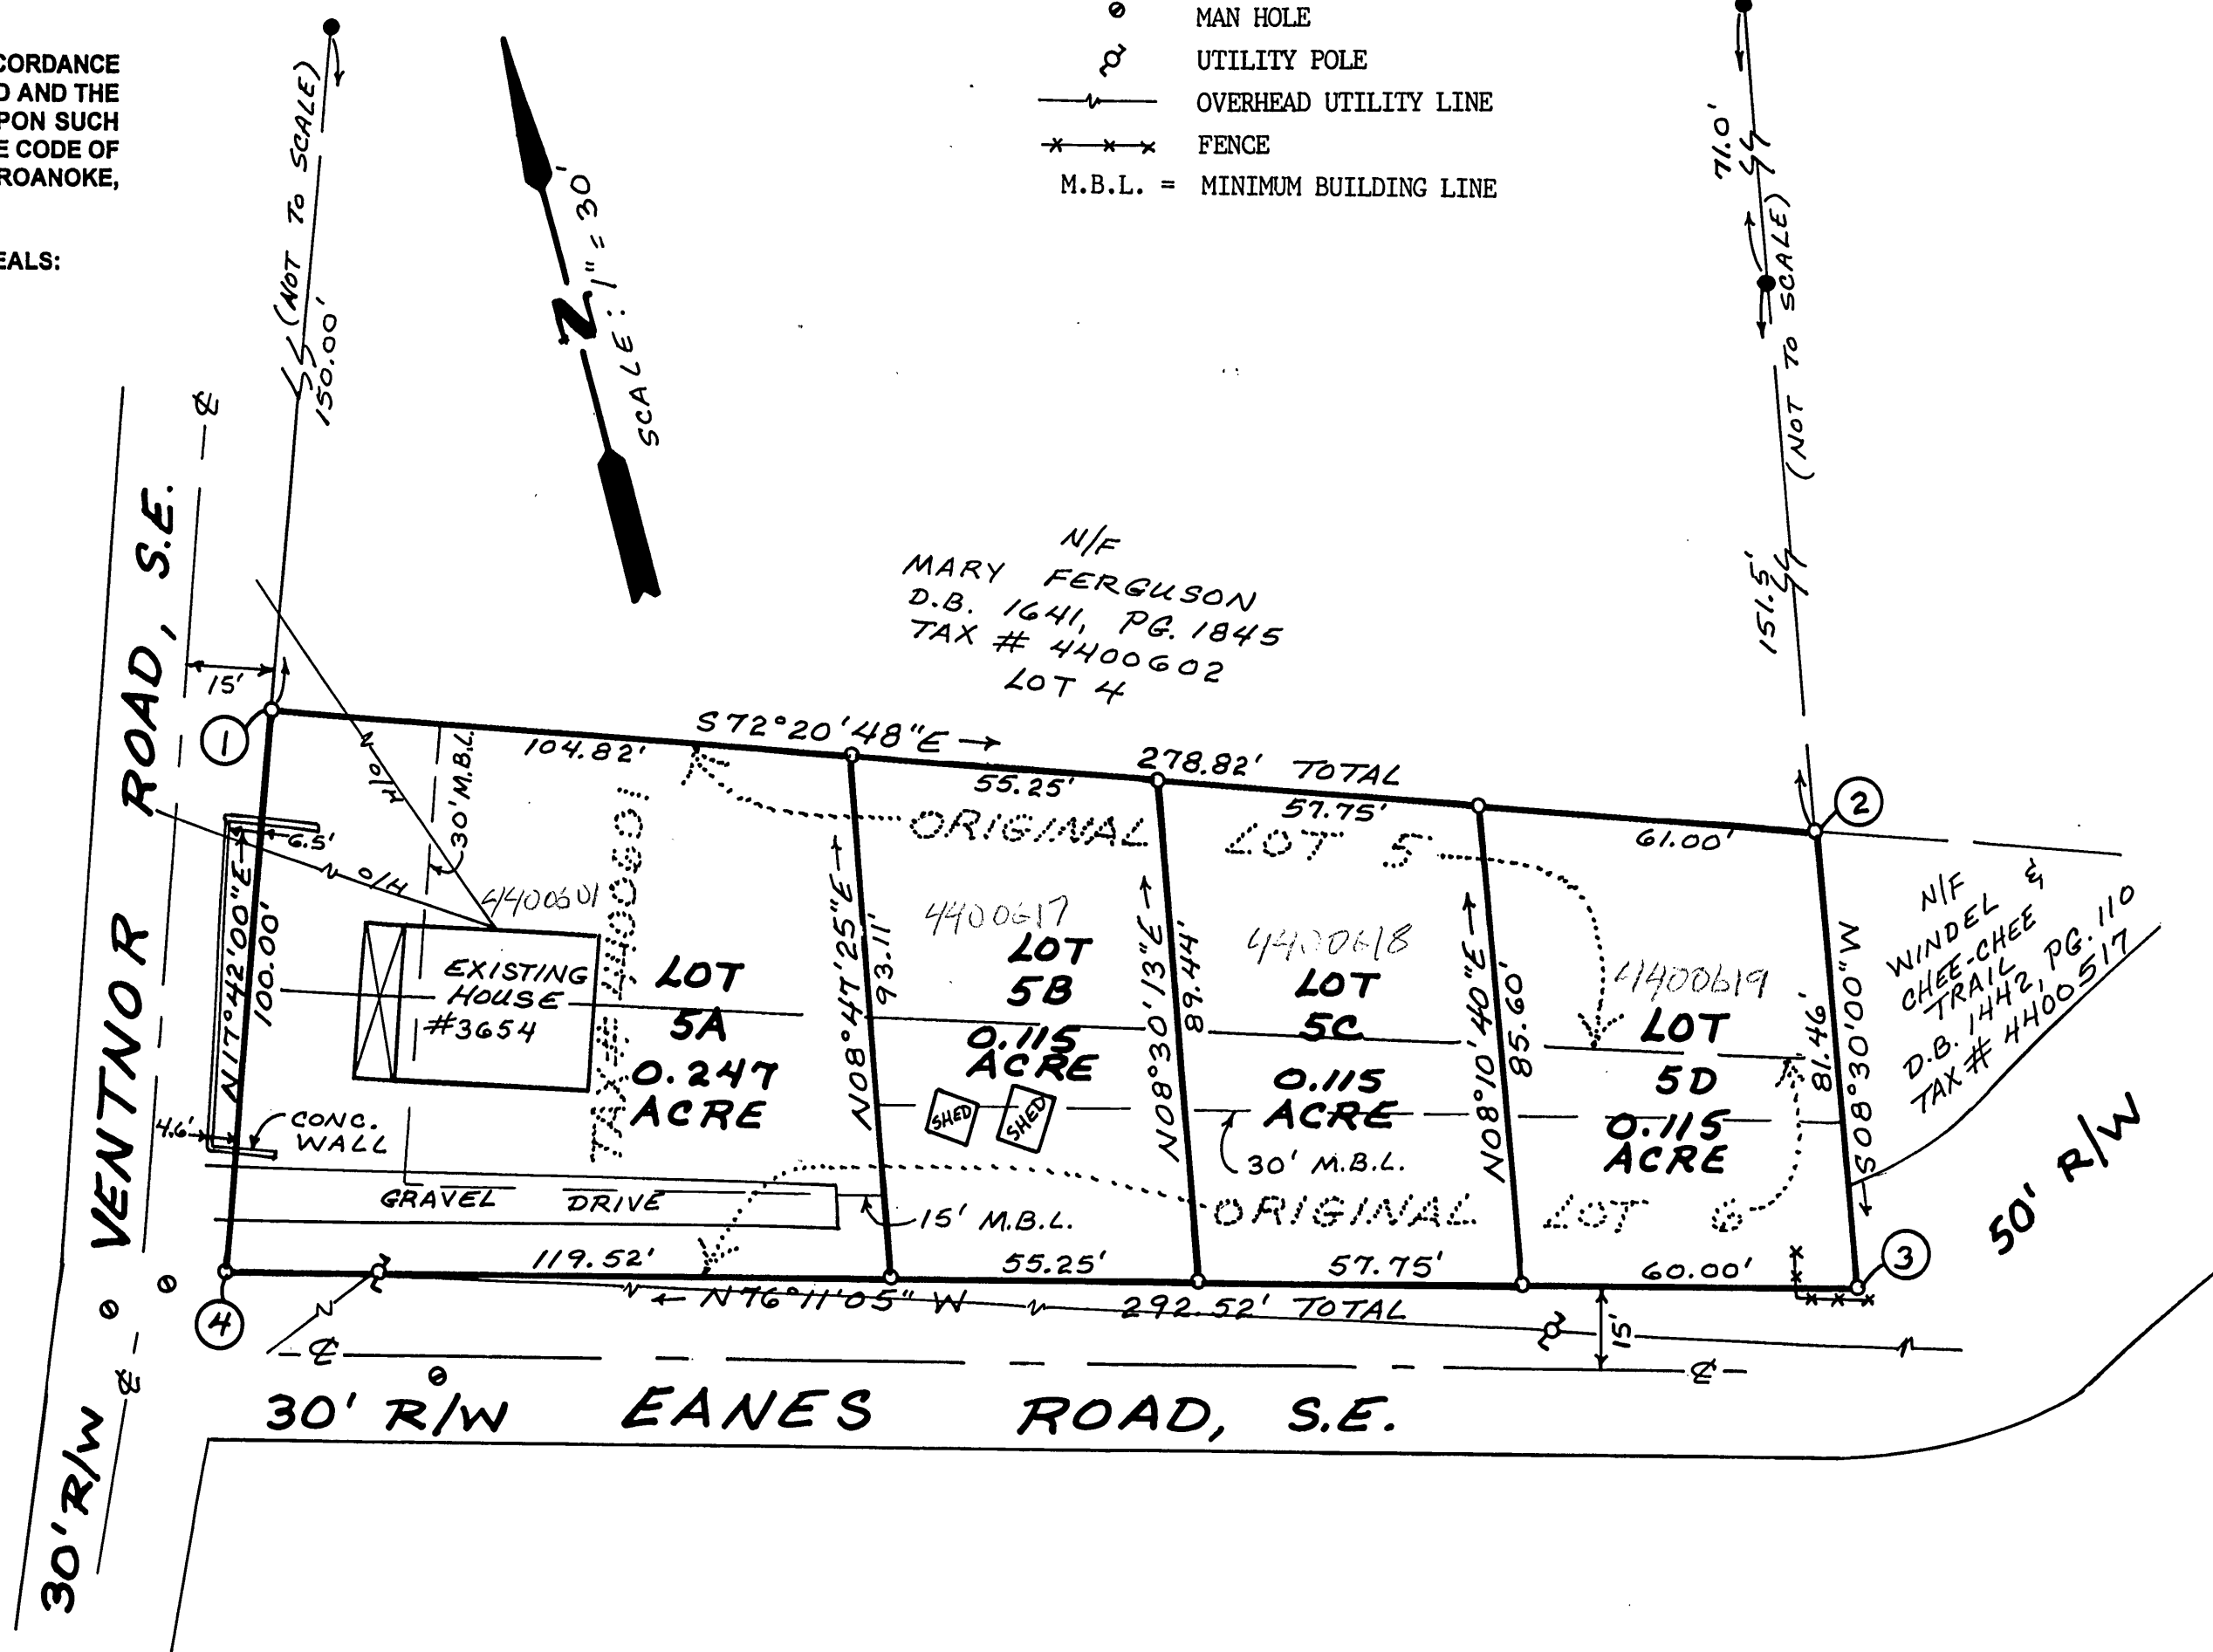 CORDANCE
D AND THE
PON SUCH
E CODE OF
ROANOKE,
EALS:
MAN HOLE
UTILITY POLE
OVERHEAD UTILITY LINE
FENCE
M.B.L. = MINIMUM BUILDING LINE
(NOT TO SCALE)
150.00'
N
SCALE: 1" = 30'
71.0'
(NOT TO SCALE)
151.5'
N/F
MARY FERGUSON
D.B. 1641, PG. 1845
TAX # 4400602
LOT 4
VENTNOR ROAD, S.E.
30' R/W
15'
1
S72°20'48"E
278.82' TOTAL
104.82'
55.25'
57.75'
61.00'
2
ORIGINAL LOT 5
O/H
O/H
30' M.B.L.
6.5'
N17°42'00"E
100.00'
4400601
TAX #4400601
EXISTING
HOUSE
#3654
LOT
5A
0.247
ACRE
N08°47'25"E
93.11'
4400617
LOT
5B
0.115
ACRE
SHED
SHED
N08°30'13"E
89.44'
4400618
LOT
5C
0.115
ACRE
30' M.B.L.
N08°10'40"E
85.60'
4400619
LOT
5D
0.115
ACRE
81.46'
S08°30'00"W
N/F
WINDEL &
CHEE-CHEE
TRAIL
D.B. 1442, PG. 110
TAX # 4400517
50' R/W
4.6'
CONC.
WALL
GRAVEL DRIVE
15' M.B.L.
ORIGINAL LOT 6
119.52'
55.25'
57.75'
60.00'
3
4
N76°11'05" W
292.52' TOTAL
15'
30' R/W EANES ROAD, S.E.